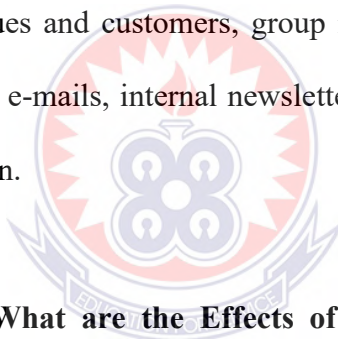 ues and customers, group
e-mails, internal newslette
n.
What are the Effects of